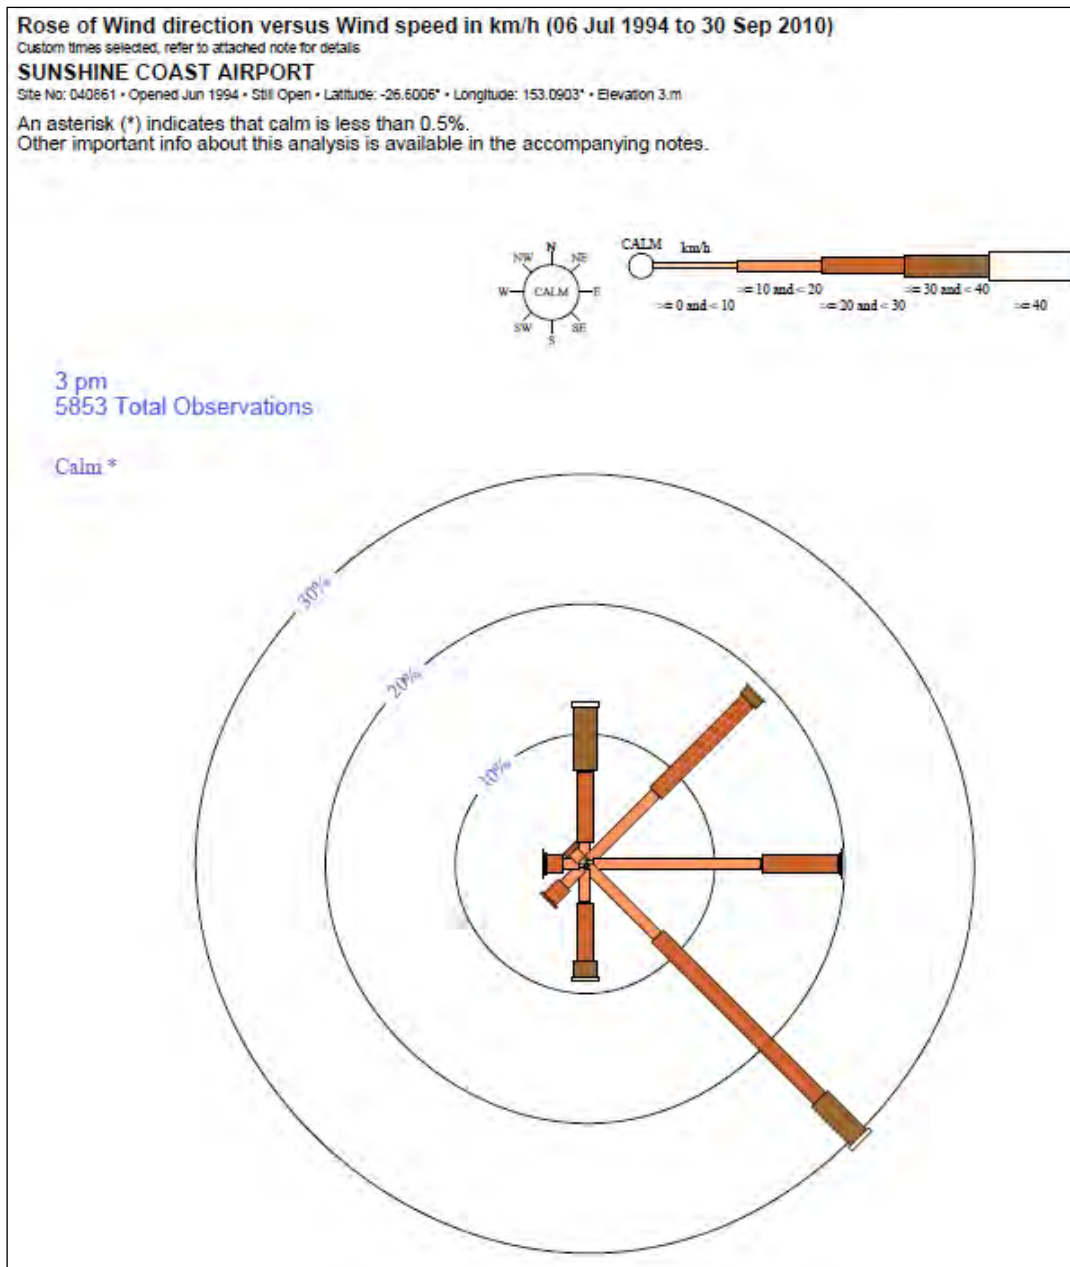 Rose of Wind direction versus Wind speed in km/h (06 Jul 1994 to 30 Sep 2010)
Custom times selected, refer to attached note for details
SUNSHINE COAST AIRPORT
Site No: 040861 • Opened Jun 1994 • Still Open • Latitude: -26.6006° • Longitude: 153.0903° • Elevation 3.m
An asterisk (*) indicates that calm is less than 0.5%.
Other important info about this analysis is available in the accompanying notes.
N
NW NE
W CALM E
SW SE
S
CALM km/h
>=10 and < 20 >=30 and < 40
>= 0 and < 10 >=20 and < 30 >= 40
3 pm
5853 Total Observations
Calm *
30%
20%
10%